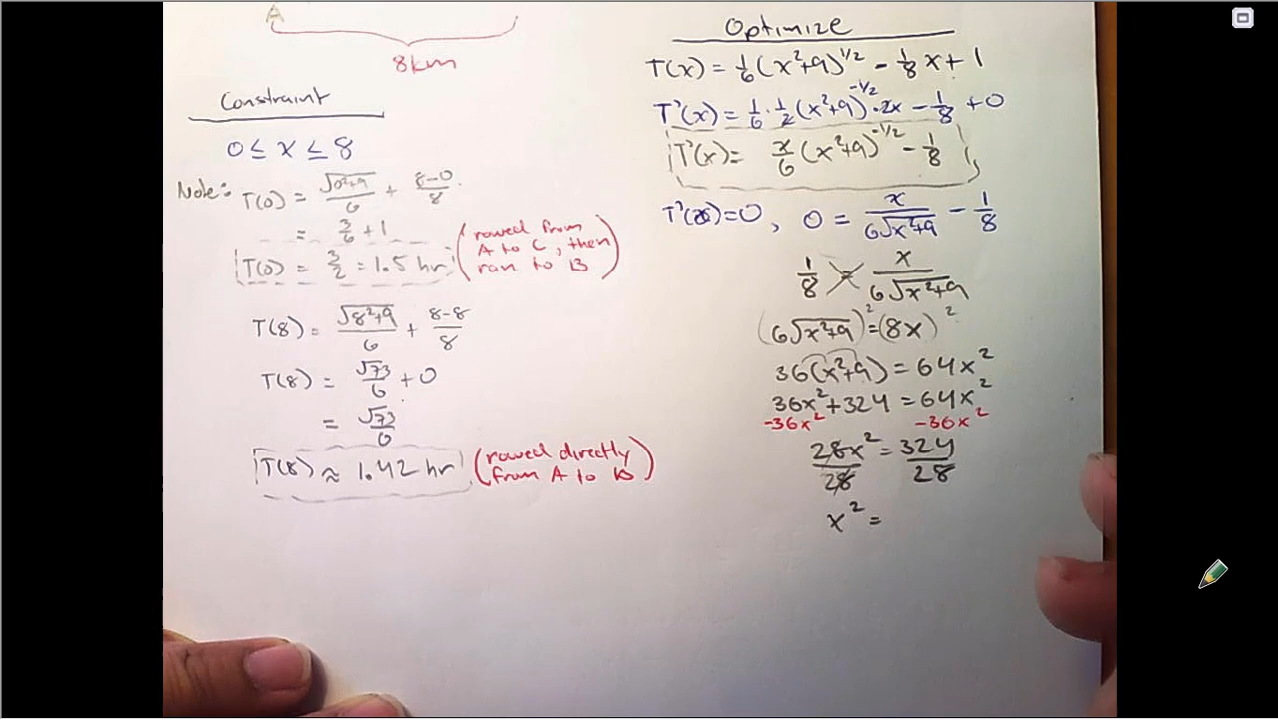 A
8km
Constraint
0 ≤ x ≤ 8
Note: T(0) = √(0²+9)/6 + (8-0)/8
= 3/6 + 1
T(0) = 3/2 = 1.5 hr (rowed from A to C, then ran to B)
T(8) = √(8²+9)/6 + (8-8)/8
T(8) = √73/6 + 0
= √73/6
T(8) ≈ 1.42 hr (rowed directly from A to B)
Optimize
T(x) = 1/6 (x²+9)^1/2 - 1/8 x + 1
T'(x) = 1/6 · 1/2 (x²+9)^-1/2 · 2x - 1/8 + 0
T'(x) = x/6 (x²+9)^-1/2 - 1/8
T'(x) = 0, 0 = x/(6√(x²+9)) - 1/8
1/8 = x/(6√(x²+9))
(6√(x²+9))² = (8x)²
36(x²+9) = 64x²
36x² + 324 = 64x²
-36x² -36x²
28x²/28 = 324/28
x² =